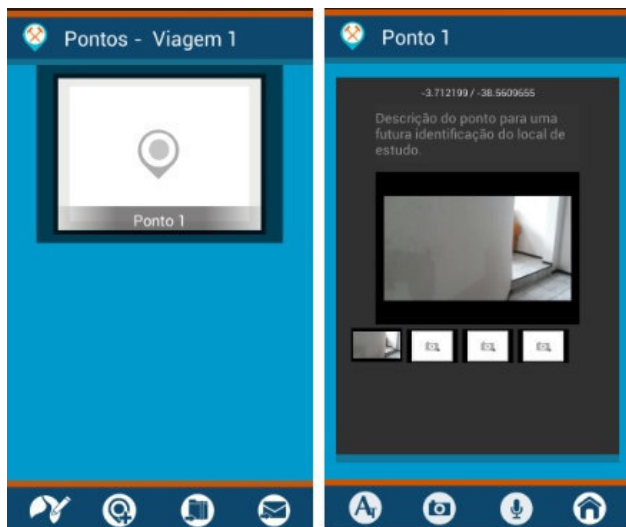 Pontos - Viagem 1
Ponto 1
Ponto 1
-3.712199 / -38.5609655
Descrição do ponto para uma
futura identificação do local de
estudo.